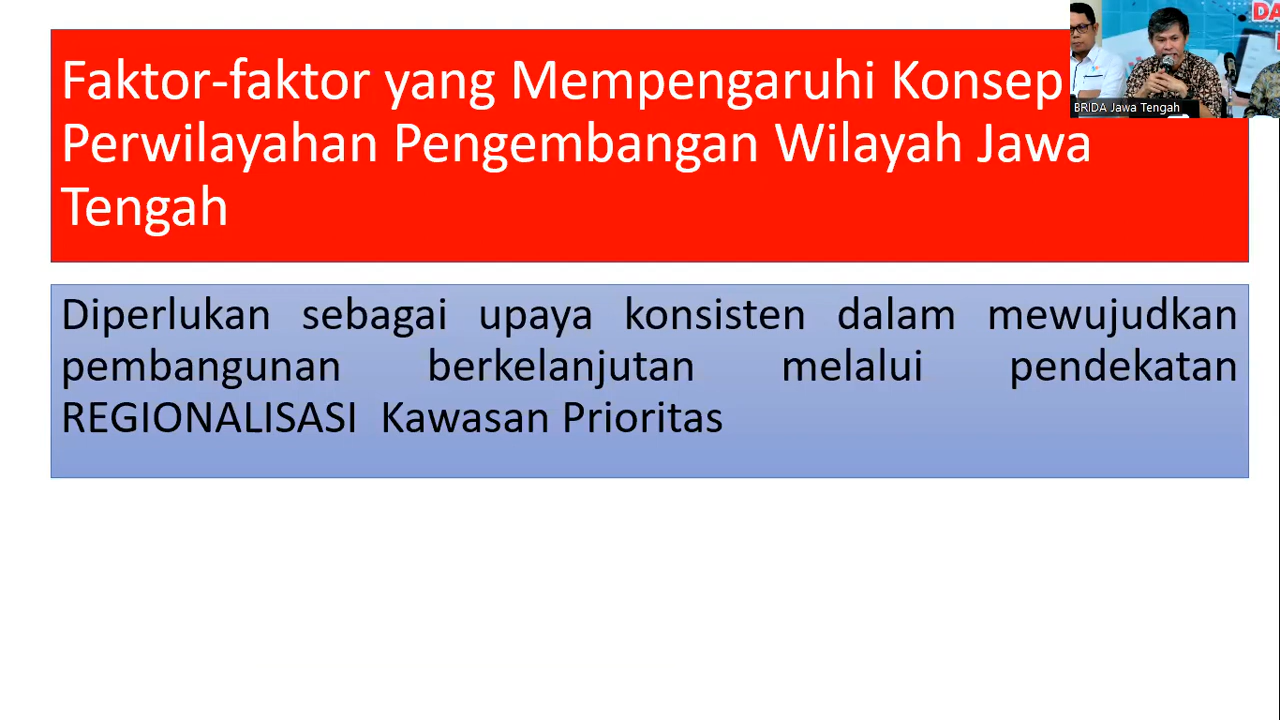 Faktor-faktor yang Mempengaruhi Konsep
Perwilayahan Pengembangan Wilayah Jawa
Tengah
BRIDA Jawa Tengah
Diperlukan sebagai upaya konsisten dalam mewujudkan
pembangunan berkelanjutan melalui pendekatan
REGIONALISASI Kawasan Prioritas